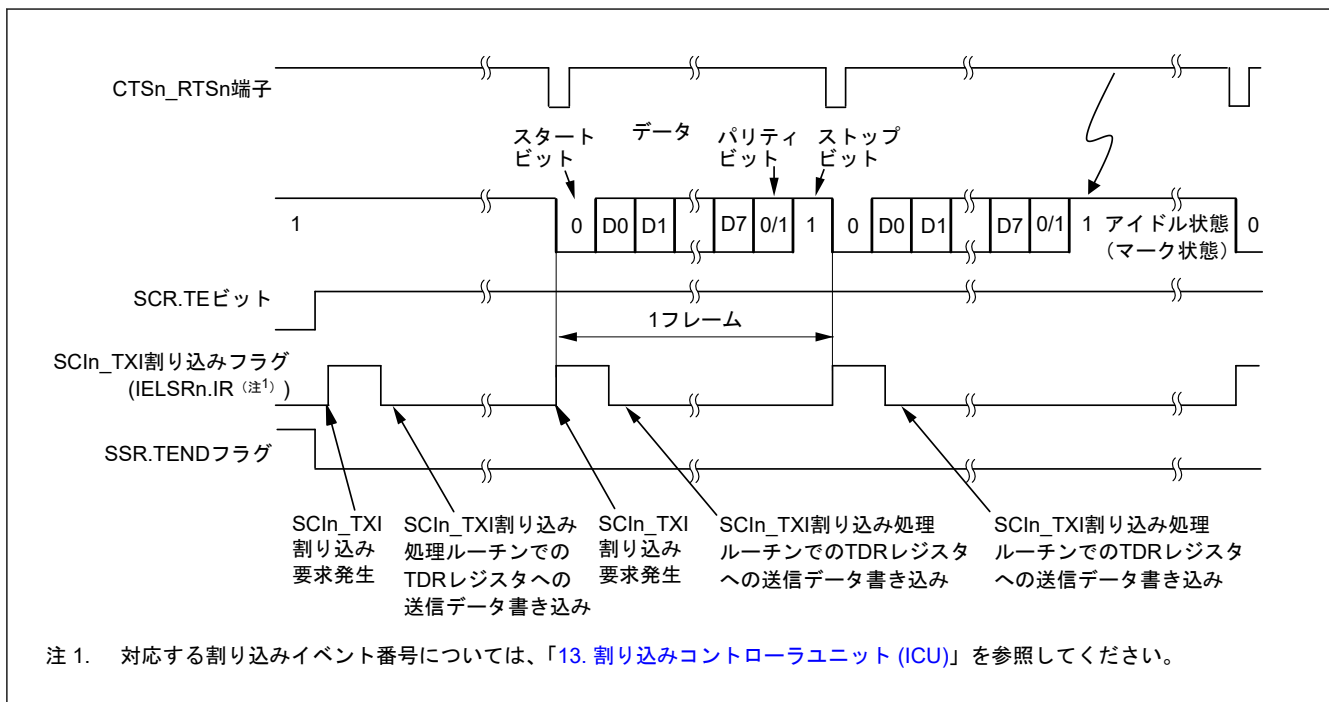 CTSn_RTSn端子
スタート
ビット
データ
パリティ
ビット
ストップ
ビット
1
0
D0
D1
D7
0/1
1
0
D0
D1
D7
0/1
1
アイドル状態
(マーク状態)
0
SCR.TEビット
1フレーム
SCIn_TXI割り込みフラグ
(IELSRn.IR（注1）)
SSR.TENDフラグ
SCIn_TXI
割り込み
要求発生
SCIn_TXI割り込み
処理ルーチンでの
TDRレジスタへの
送信データ書き込み
SCIn_TXI
割り込み
要求発生
SCIn_TXI割り込み処理
ルーチンでのTDRレジスタ
への送信データ書き込み
SCIn_TXI割り込み処理
ルーチンでのTDRレジスタ
への送信データ書き込み
注 1. 対応する割り込みイベント番号については、「13. 割り込みコントローラユニット (ICU)」を参照してください。